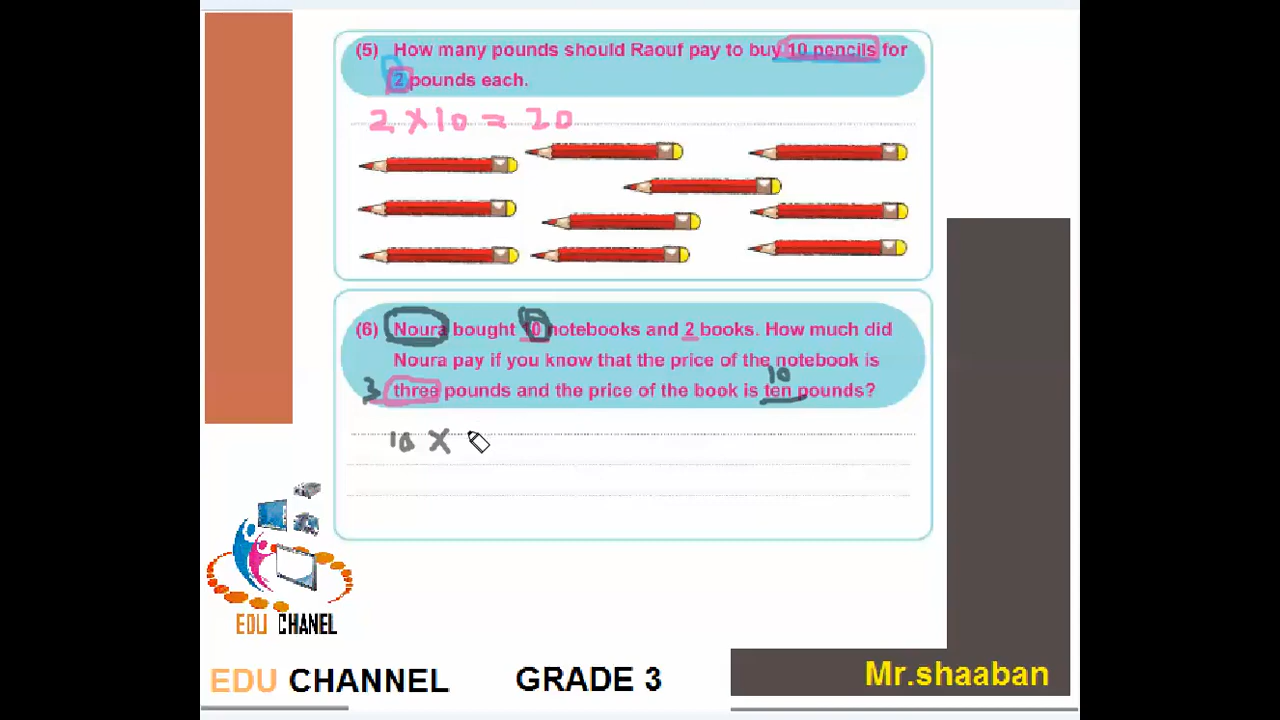 (5) How many pounds should Raouf pay to buy 10 pencils for
2 pounds each.
2 × 10 = 20
(6) Noura bought 10 notebooks and 2 books. How much did
Noura pay if you know that the price of the notebook is
10
3 three pounds and the price of the book is ten pounds?
10 ×
EDU CHANEL
EDU CHANNEL
GRADE 3
Mr.shaaban